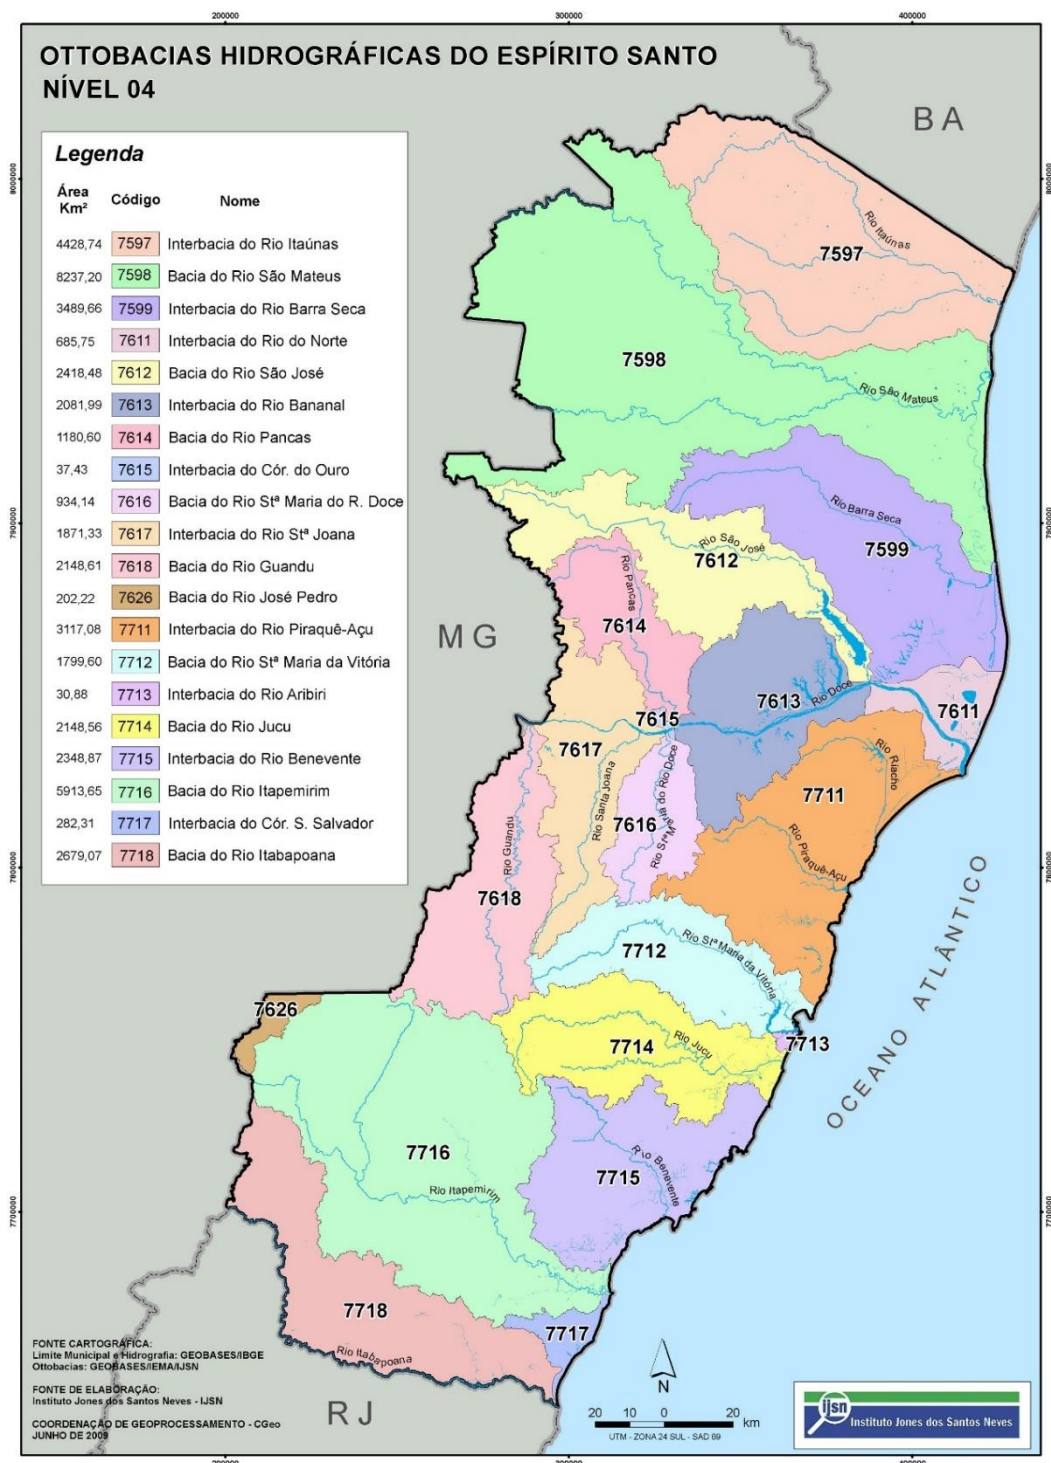 200000 300000 400000
OTTOBACIAS HIDROGRÁFICAS DO ESPÍRITO SANTO
NÍVEL 04
BA
Legenda
Área Km² Código Nome
4428,74 7597 Interbacia do Rio Itaúnas
8237,20 7598 Bacia do Rio São Mateus
3489,66 7599 Interbacia do Rio Barra Seca
685,75 7611 Interbacia do Rio do Norte
2418,48 7612 Bacia do Rio São José
2081,99 7613 Interbacia do Rio Bananal
1180,60 7614 Bacia do Rio Pancas
37,43 7615 Interbacia do Cór. do Ouro
934,14 7616 Bacia do Rio Stª Maria do R. Doce
1871,33 7617 Interbacia do Rio Stª Joana
2148,61 7618 Bacia do Rio Guandu
202,22 7626 Bacia do Rio José Pedro
3117,08 7711 Interbacia do Rio Piraquê-Açu
1799,60 7712 Bacia do Rio Stª Maria da Vitória
30,88 7713 Interbacia do Rio Aribiri
2148,56 7714 Bacia do Rio Jucu
2348,87 7715 Interbacia do Rio Benevente
5913,65 7716 Bacia do Rio Itapemirim
282,31 7717 Interbacia do Cór. S. Salvador
2679,07 7718 Bacia do Rio Itabapoana
8000000 8000000
Rio Itaúnas
7597
7598
Rio São Mateus
7900000 7900000
Rio Barra Seca
7599
Rio São José
7612
Rio Pancas
7614
MG
7613
Rio Doce
7611
7615
7617
Rio Riacho
7711
Rio Santa Joana
Rio Stª Mª do Rio Doce
7616
Rio Guandu
Rio Piraquê-Açu
7800000 7800000
7618
7712
Rio Stª Maria da Vitória
OCEANO ATLÂNTICO
7626
7714
Rio Jucu
7713
7716
7715
Rio Benevente
Rio Itapemirim
7700000 7700000
7718
7717
Rio Itabapoana
RJ
FONTE CARTOGRÁFICA:
Limite Municipal e Hidrografia: GEOBASES/IBGE
Ottobacias: GEOBASES/IEMA/IJSN
FONTE DE ELABORAÇÃO:
Instituto Jones dos Santos Neves - IJSN
COORDENAÇÃO DE GEOPROCESSAMENTO - CGeo
JUNHO DE 2009
N
20 10 0 20 km
UTM - ZONA 24 SUL - SAD 69
ijsn
Instituto Jones dos Santos Neves
200000 300000 400000